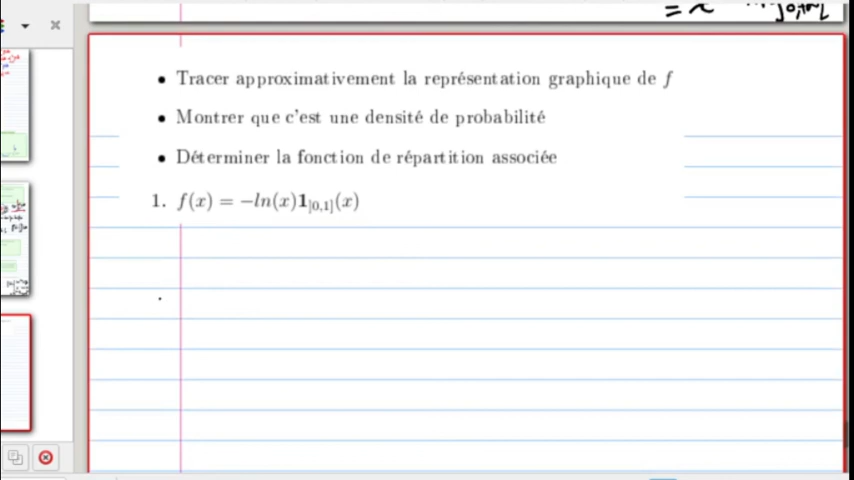 • Tracer approximativement la représentation graphique de f
• Montrer que c'est une densité de probabilité
• Déterminer la fonction de répartition associée
1. f(x) = −ln(x)1]0,1](x)